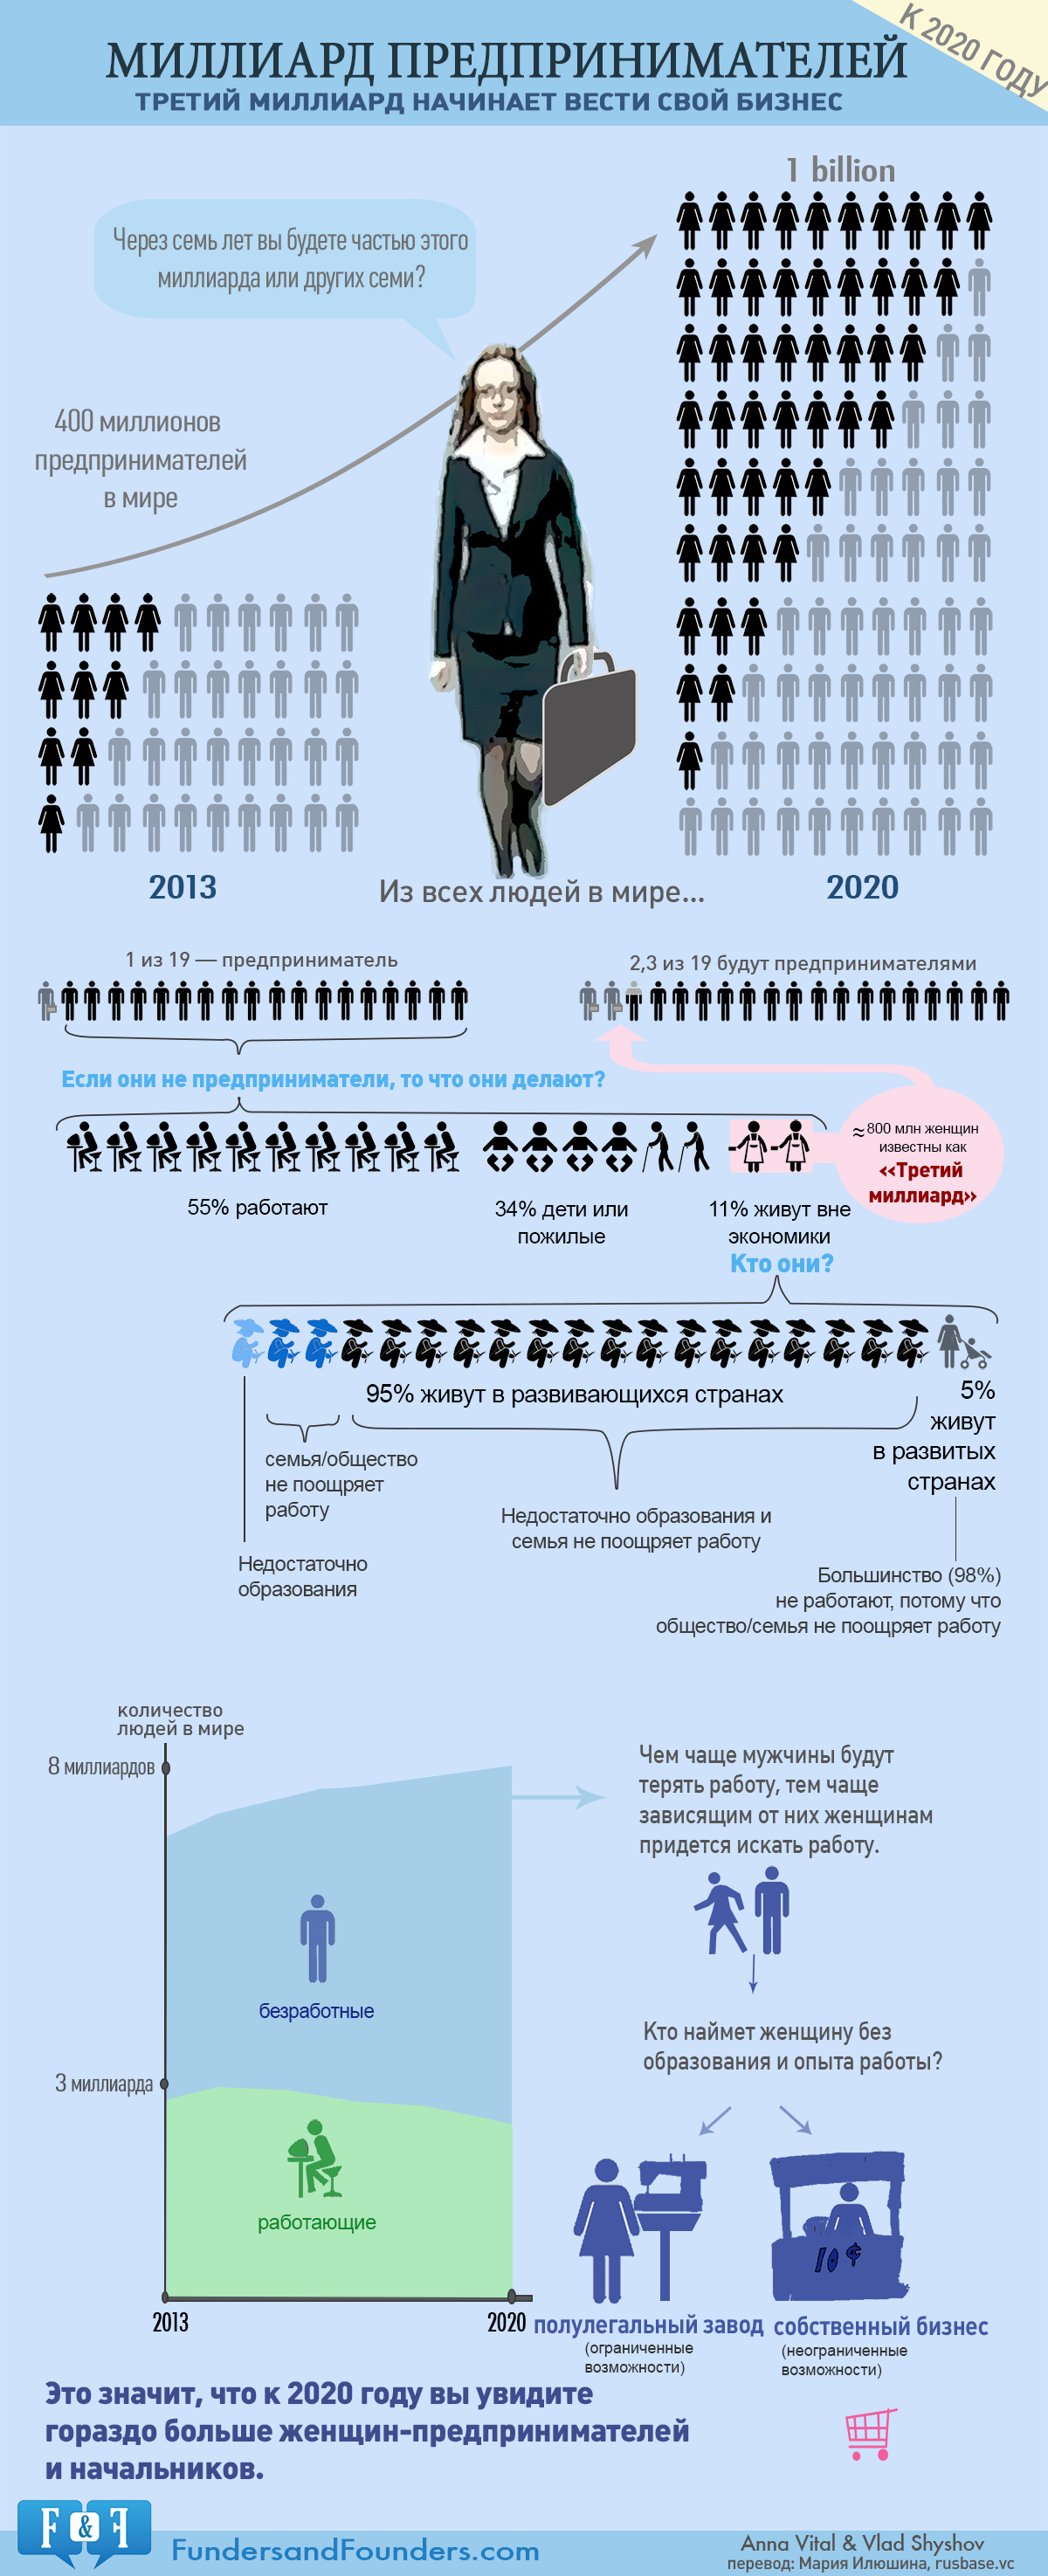 К 2020 ГОДУ
МИЛЛИАРД ПРЕДПРИНИМАТЕЛЕЙ
ТРЕТИЙ МИЛЛИАРД НАЧИНАЕТ ВЕСТИ СВОЙ БИЗНЕС
1 billion
Через семь лет вы будете частью этого
миллиарда или других семи?
400 миллионов
предпринимателей
в мире
2013
Из всех людей в мире...
2020
1 из 19 — предприниматель
2,3 из 19 будут предпринимателями
Если они не предприниматели, то что они делают?
≈ 800 млн женщин
известны как
«Третий
миллиард»
55% работают
34% дети или
пожилые
11% живут вне
экономики
Кто они?
95% живут в развивающихся странах
5%
живут
в развитых
странах
семья/общество
не поощряет
работу
Недостаточно образования и
семья не поощряет работу
Недостаточно
образования
Большинство (98%)
не работают, потому что
общество/семья не поощряет работу
количество
людей в мире
8 миллиардов
Чем чаще мужчины будут
терять работу, тем чаще
зависящим от них женщинам
придется искать работу.
безработные
Кто наймет женщину без
образования и опыта работы?
3 миллиарда
работающие
10 ¢
2013
2020
полулегальный завод
(ограниченные
возможности)
собственный бизнес
(неограниченные
возможности)
Это значит, что к 2020 году вы увидите
гораздо больше женщин-предпринимателей
и начальников.
F&F
FundersandFounders.com
Anna Vital & Vlad Shyshov
перевод: Мария Илюшина, rusbase.vc